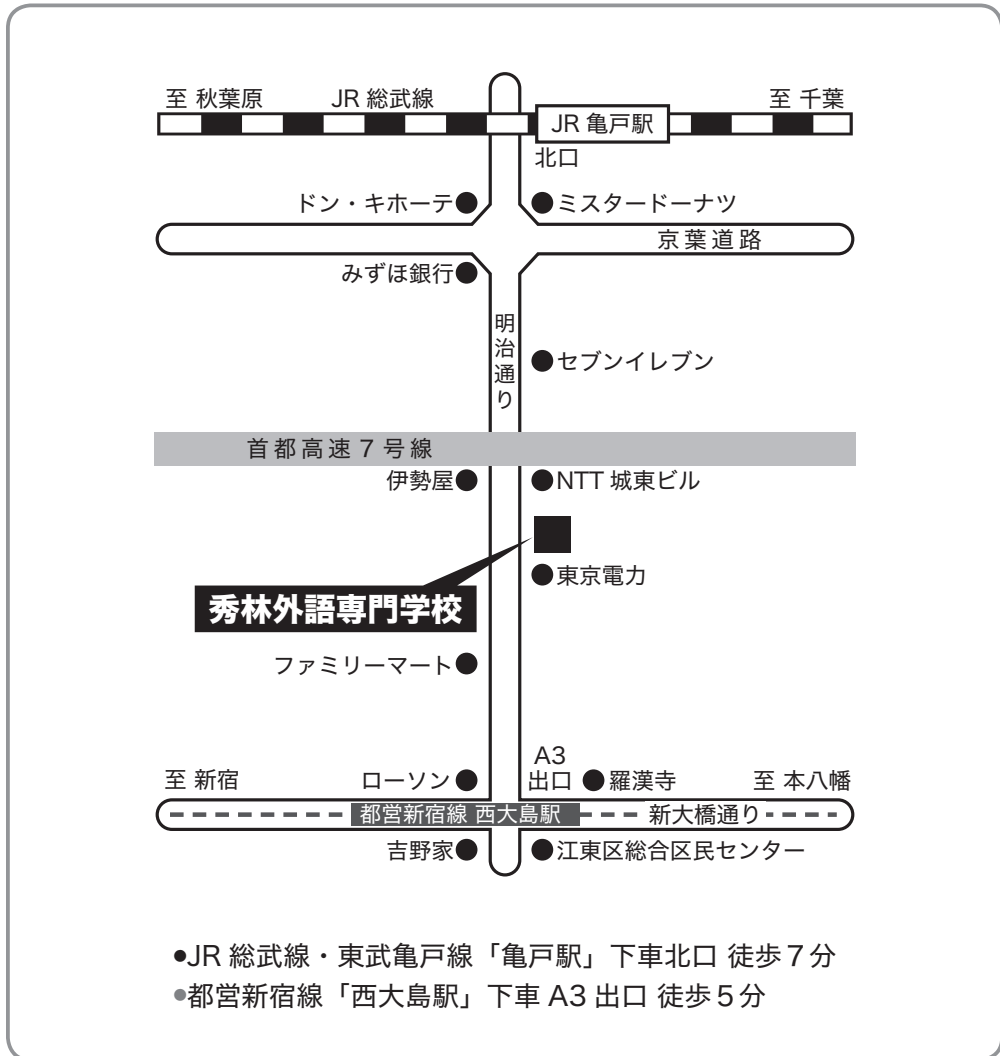 至 秋葉原
JR 総武線
至 千葉
JR 亀戸駅
北口
ドン・キホーテ
ミスタードーナツ
京葉道路
みずほ銀行
明治通り
セブンイレブン
首都高速 7 号線
伊勢屋
NTT 城東ビル
東京電力
秀林外語専門学校
ファミリーマート
A3
出口
至 新宿
ローソン
羅漢寺
至 本八幡
都営新宿線 西大島駅
新大橋通り
吉野家
江東区総合区民センター
●JR 総武線・東武亀戸線「亀戸駅」下車北口 徒歩７分
●都営新宿線「西大島駅」下車 A3 出口 徒歩５分